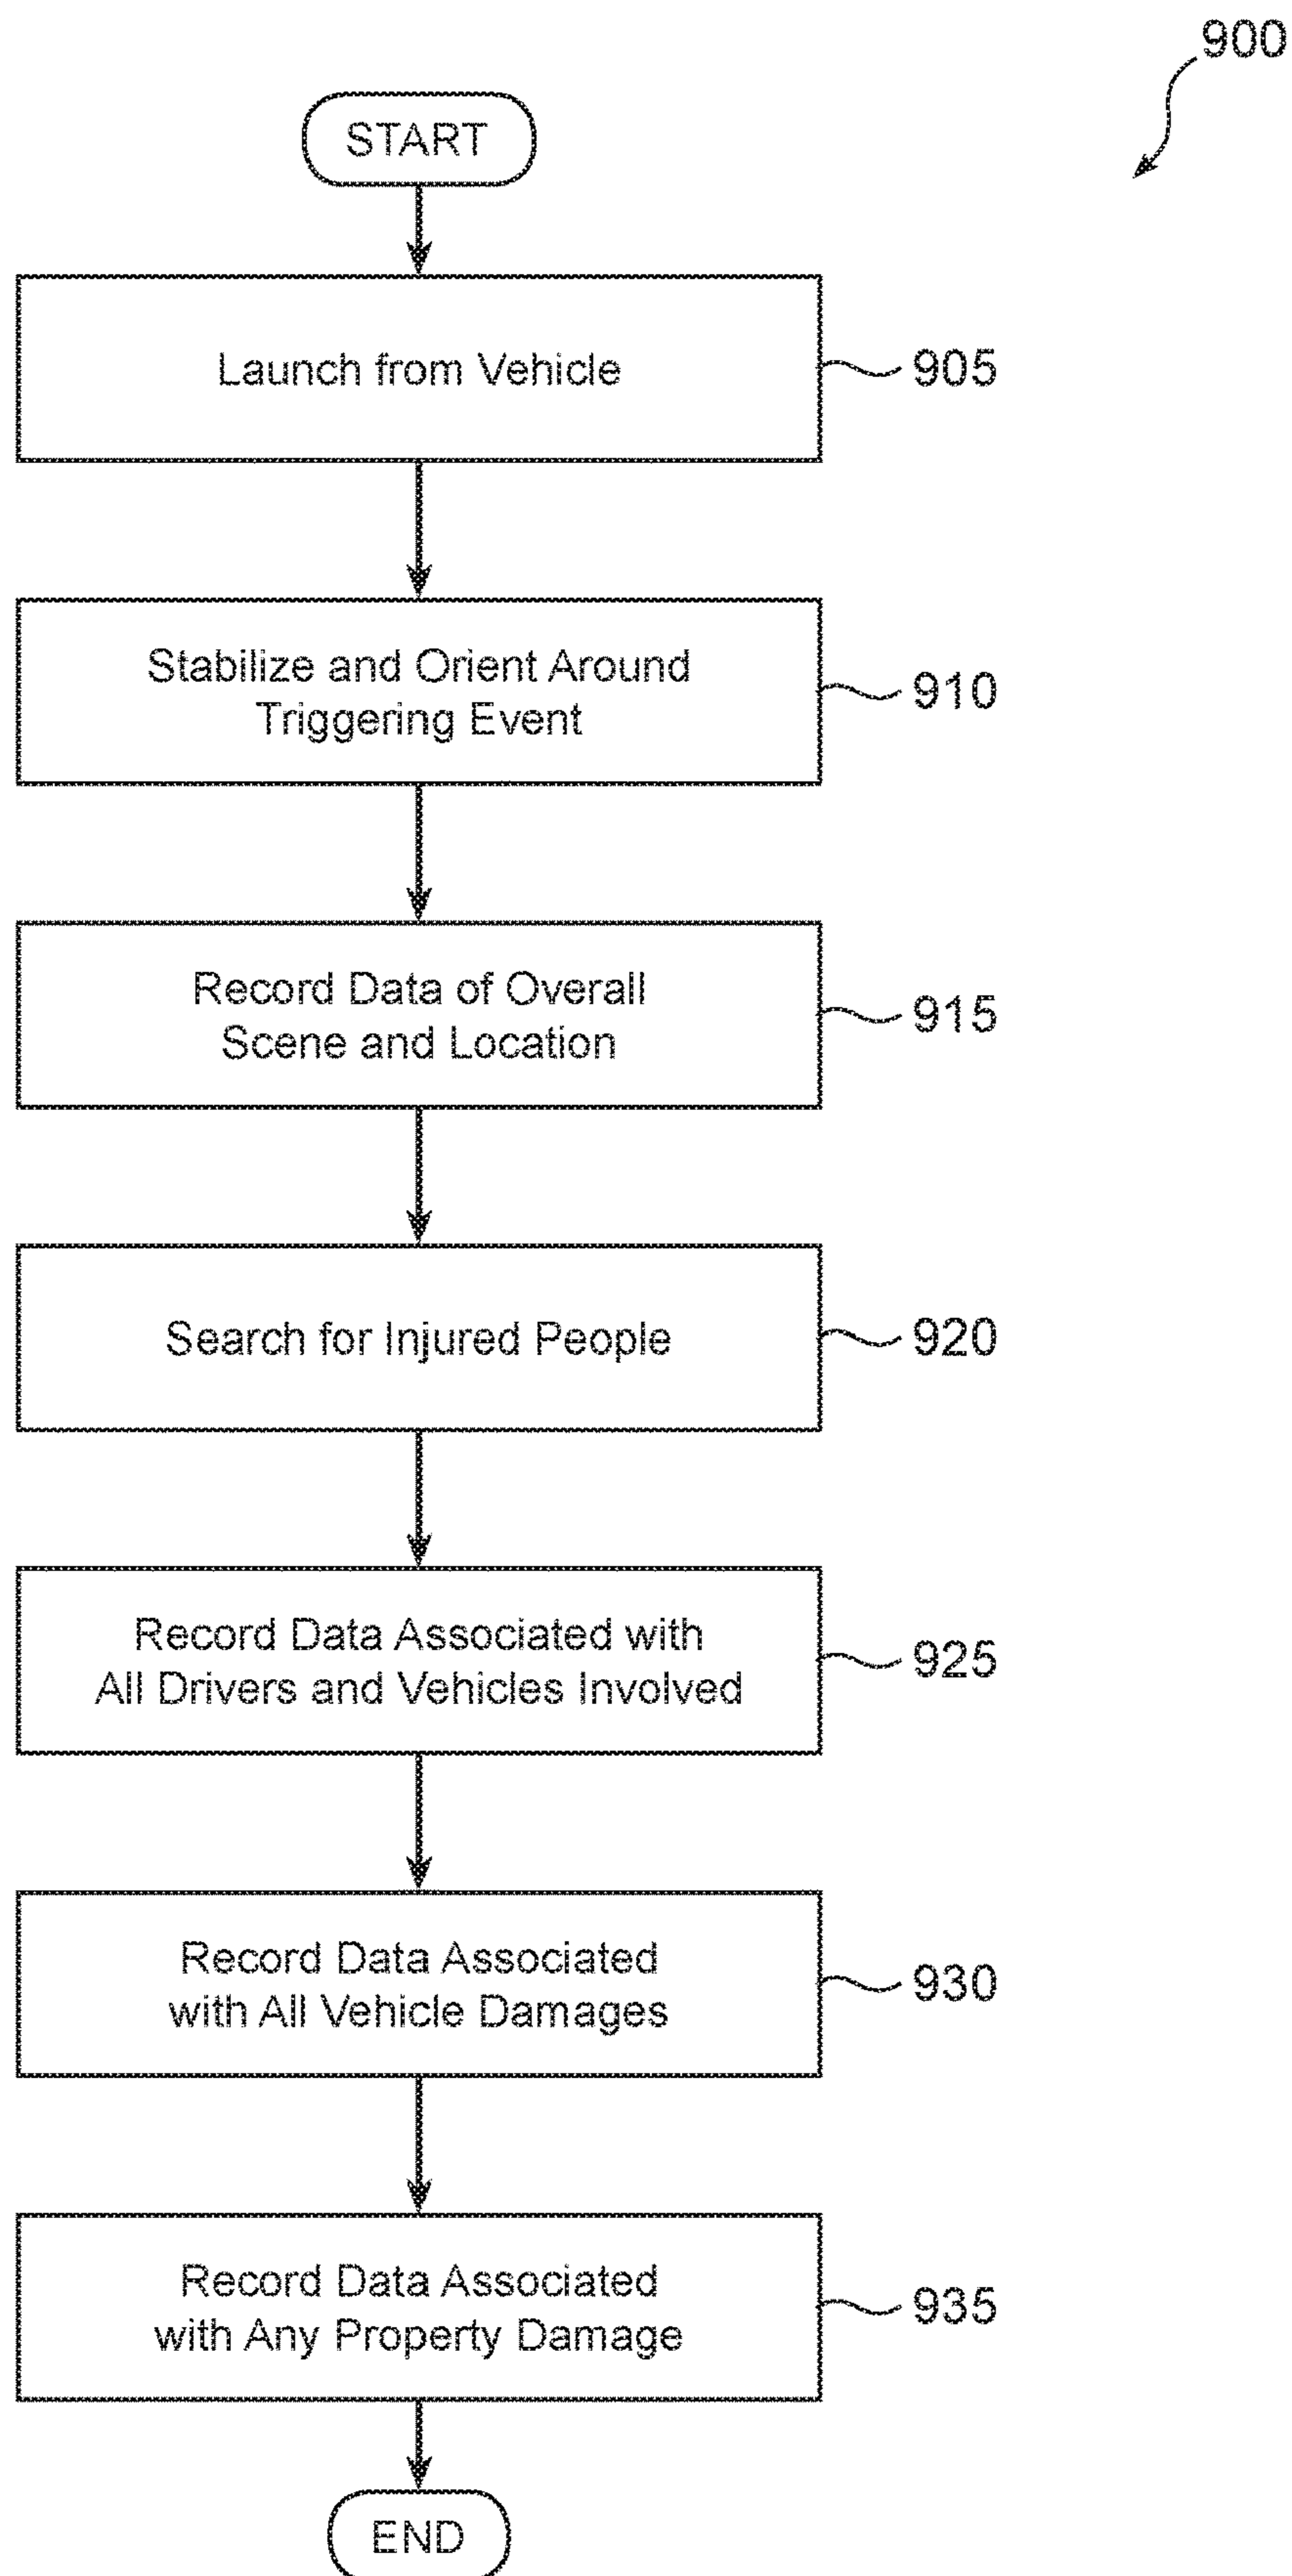 900
START
Launch from Vehicle
905
Stabilize and Orient Around
Triggering Event
910
Record Data of Overall
Scene and Location
915
Search for Injured People
920
Record Data Associated with
All Drivers and Vehicles Involved
925
Record Data Associated
with All Vehicle Damages
930
Record Data Associated
with Any Property Damage
935
END